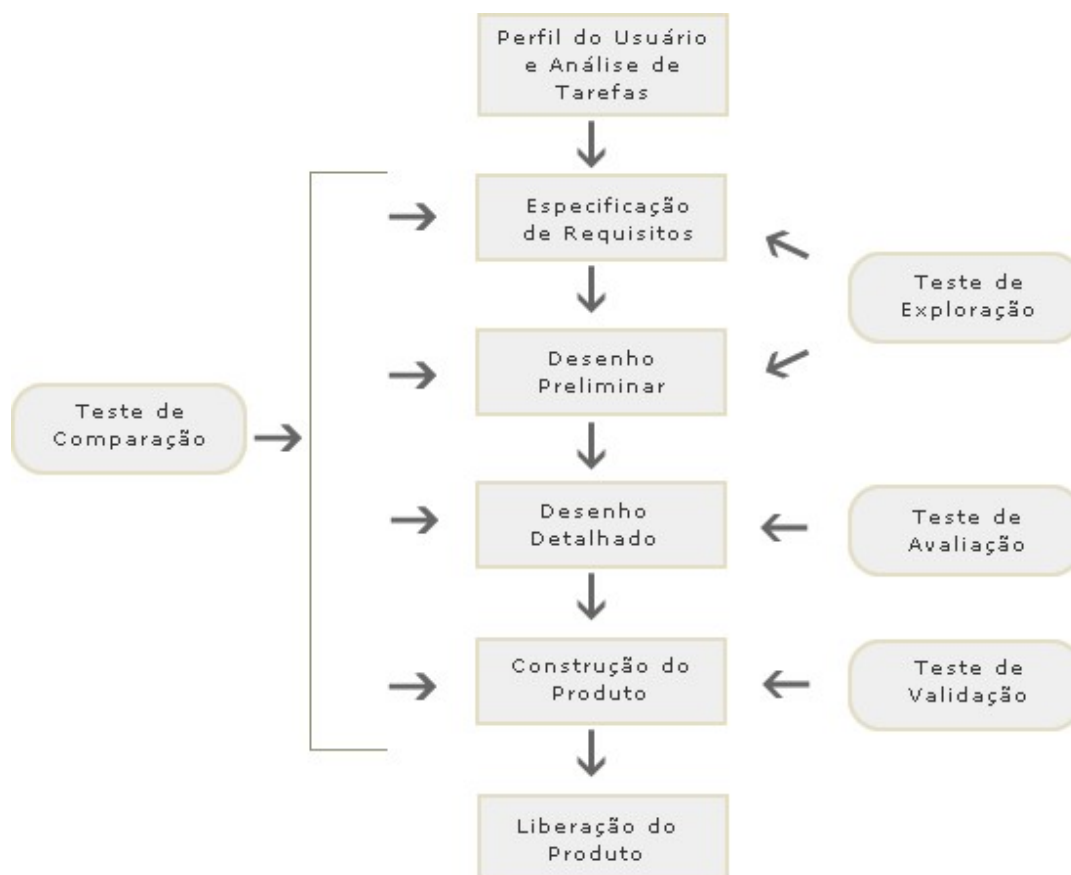 Perfil do Usuário
e Análise de
Tarefas
Especificação
de Requisitos
Teste de
Exploração
Desenho
Preliminar
Teste de
Comparação
Desenho
Detalhado
Teste de
Avaliação
Construção do
Produto
Teste de
Validação
Liberação do
Produto